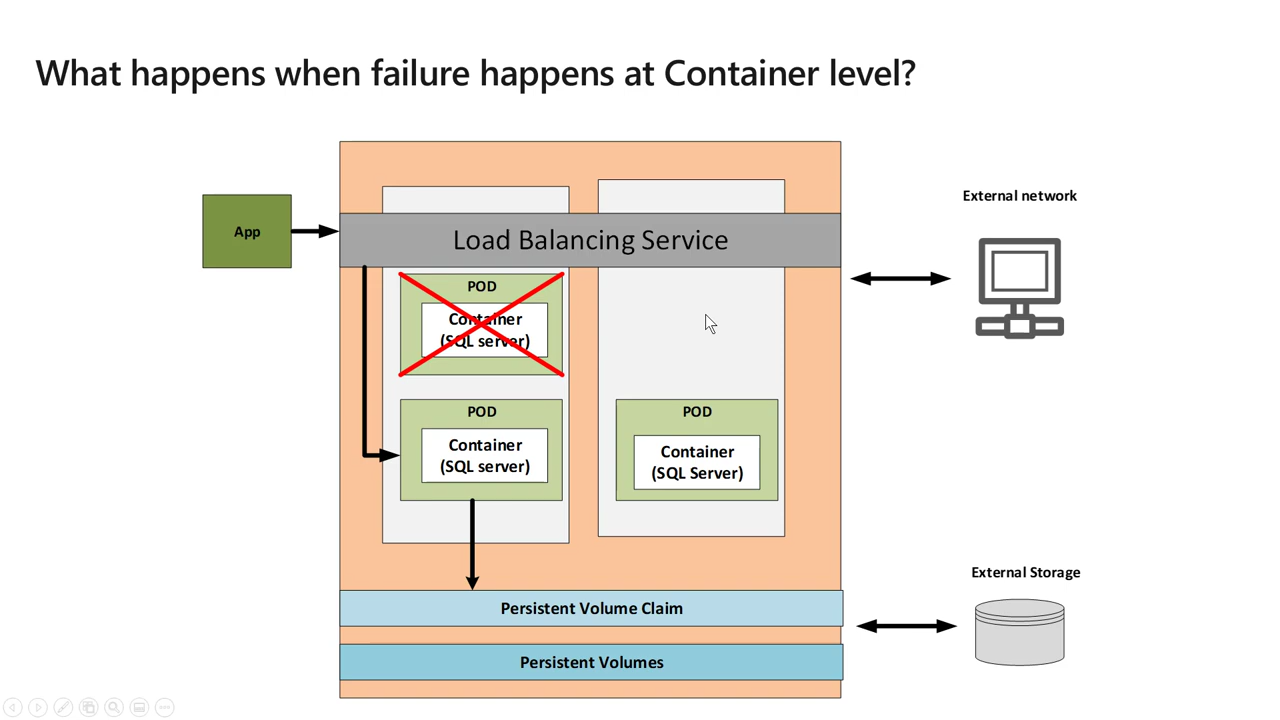 What happens when failure happens at Container level?
External network
App
Load Balancing Service
POD
Container
(SQL server)
POD
Container
(SQL server)
POD
Container
(SQL Server)
External Storage
Persistent Volume Claim
Persistent Volumes